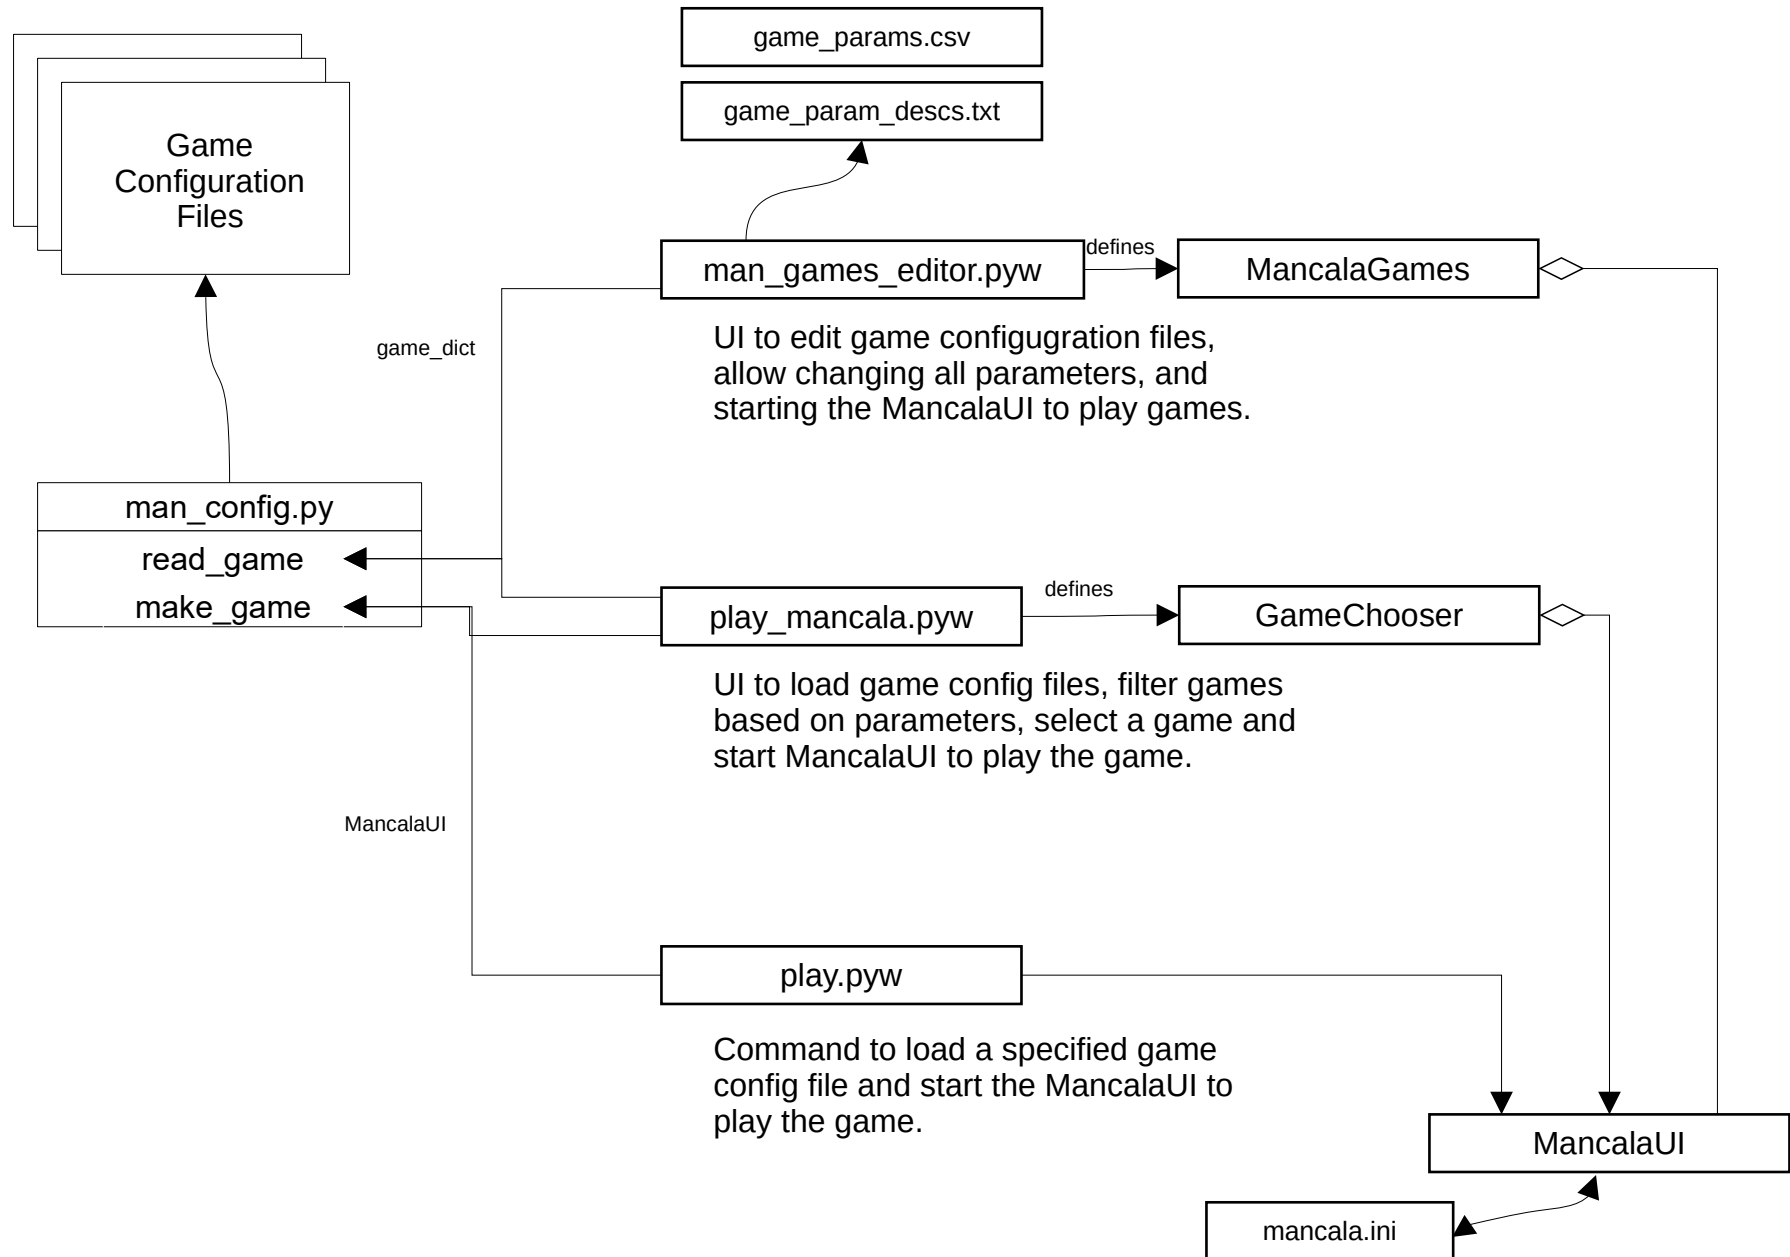 game_params.csv
game_param_descs.txt
Game
Configuration
Files
man_games_editor.pyw
defines
MancalaGames
UI to edit game configugration files,
allow changing all parameters, and
starting the MancalaUI to play games.
game_dict
man_config.py
read_game
make_game
play_mancala.pyw
defines
GameChooser
UI to load game config files, filter games
based on parameters, select a game and
start MancalaUI to play the game.
MancalaUI
play.pyw
Command to load a specified game
config file and start the MancalaUI to
play the game.
MancalaUI
mancala.ini